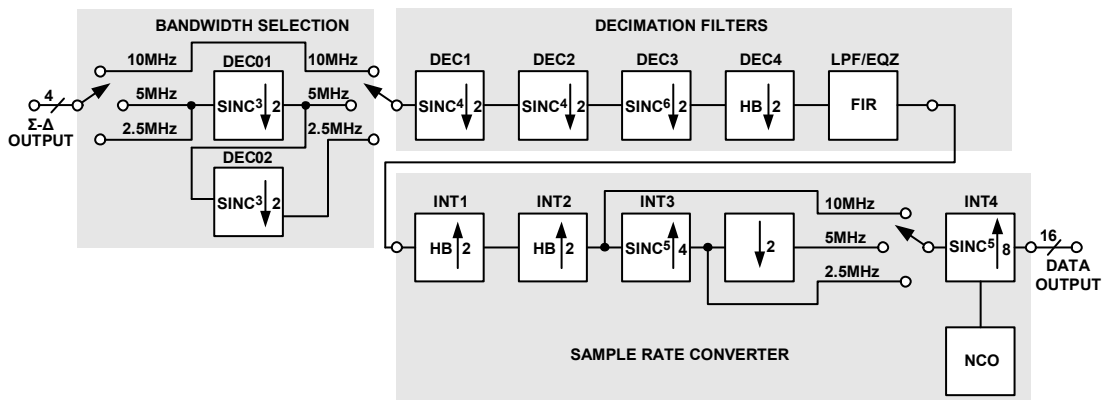 BANDWIDTH SELECTION
10MHz 10MHz
DEC01
4
5MHz SINC3 2 5MHz
Σ-Δ
OUTPUT
2.5MHz 2.5MHz
DEC02
SINC3 2
DECIMATION FILTERS
DEC1 DEC2 DEC3 DEC4 LPF/EQZ
SINC4 2 SINC4 2 SINC6 2 HB 2 FIR
INT1 INT2 INT3 10MHz INT4
HB 2 HB 2 SINC5 4 2 5MHz SINC5 8 16
2.5MHz
DATA
OUTPUT
SAMPLE RATE CONVERTER
NCO